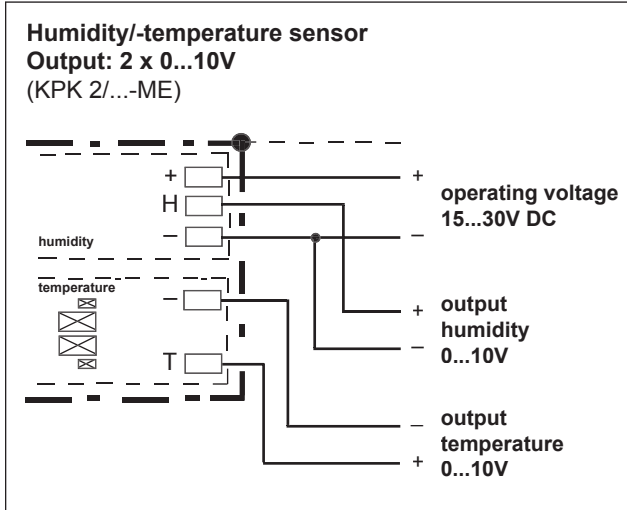 Humidity/-temperature sensor
Output: 2 x 0...10V
(KPK 2/...-ME)
+
+
operating voltage
15...30V DC
H
–
–
humidity
temperature
–
+
output
humidity
0...10V
–
T
–
output
temperature
0...10V
+